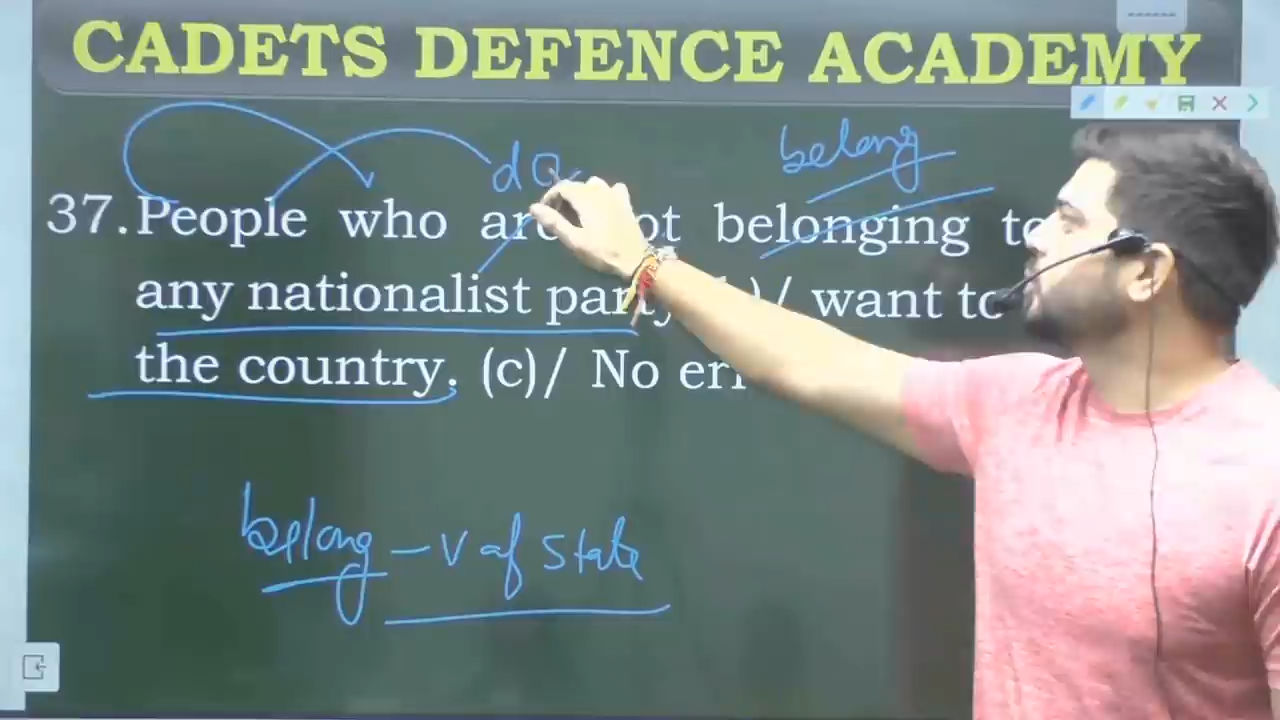 CADETS DEFENCE ACADEMY
do belong
37. People who are not belonging to
any nationalist party / want to
the country. (c)/ No
belong - V of State